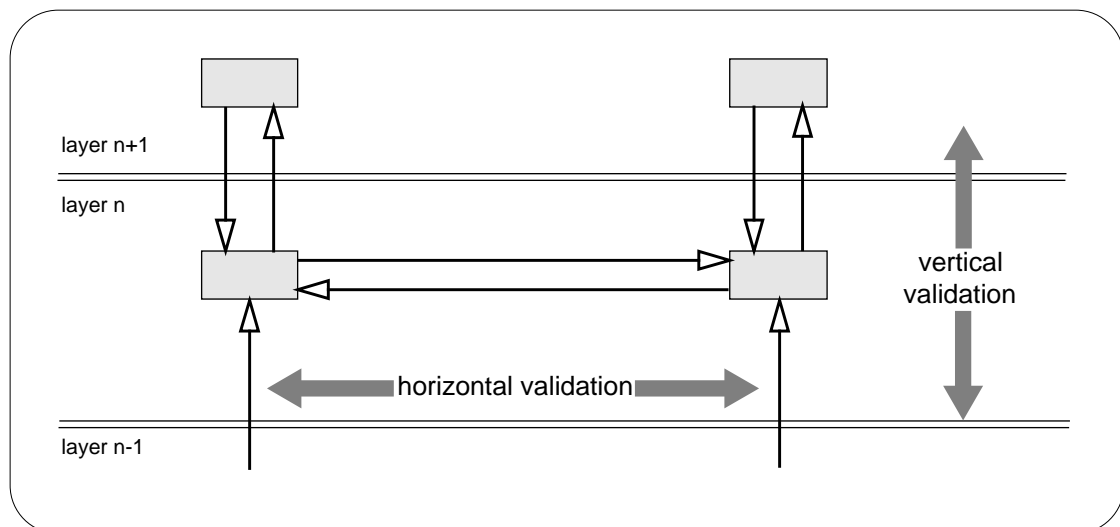 layer n+1
layer n
vertical
validation
horizontal validation
layer n-1